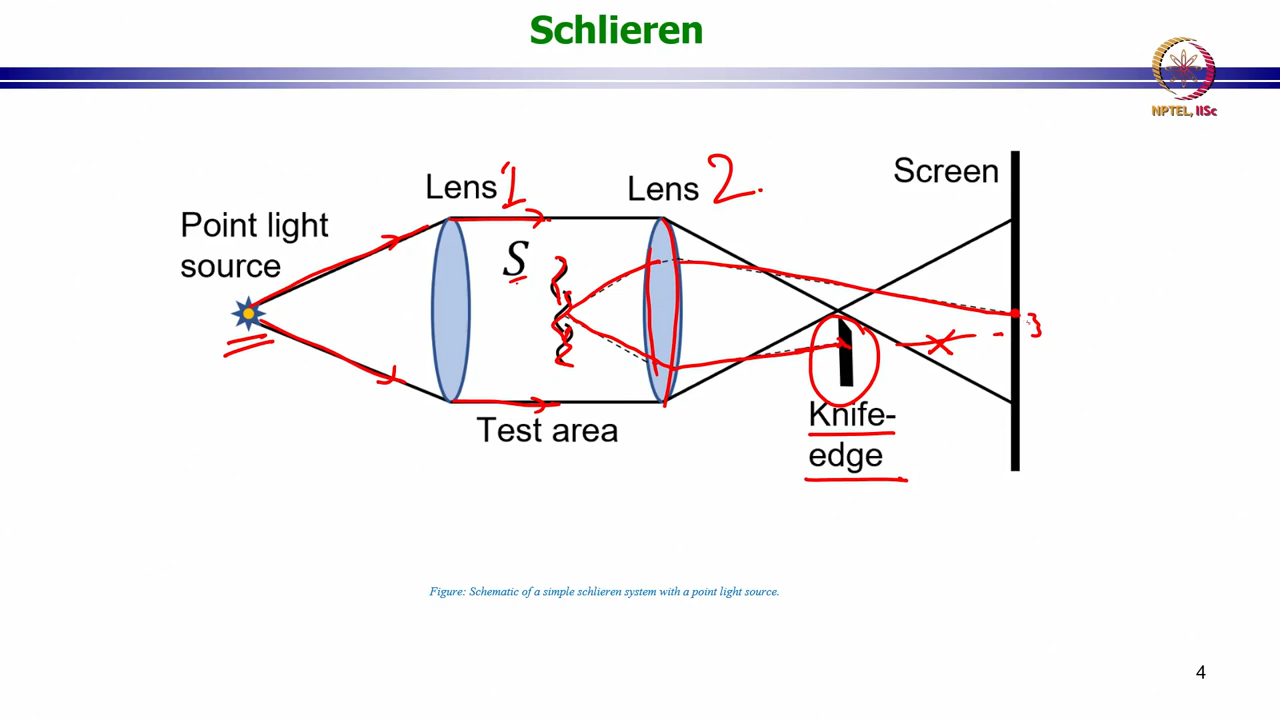 Schlieren
NPTEL, IISc
Lens 1
Lens 2.
Screen
Point light
source
S
Test area
Knife-
edge
Figure: Schematic of a simple schlieren system with a point light source.
4